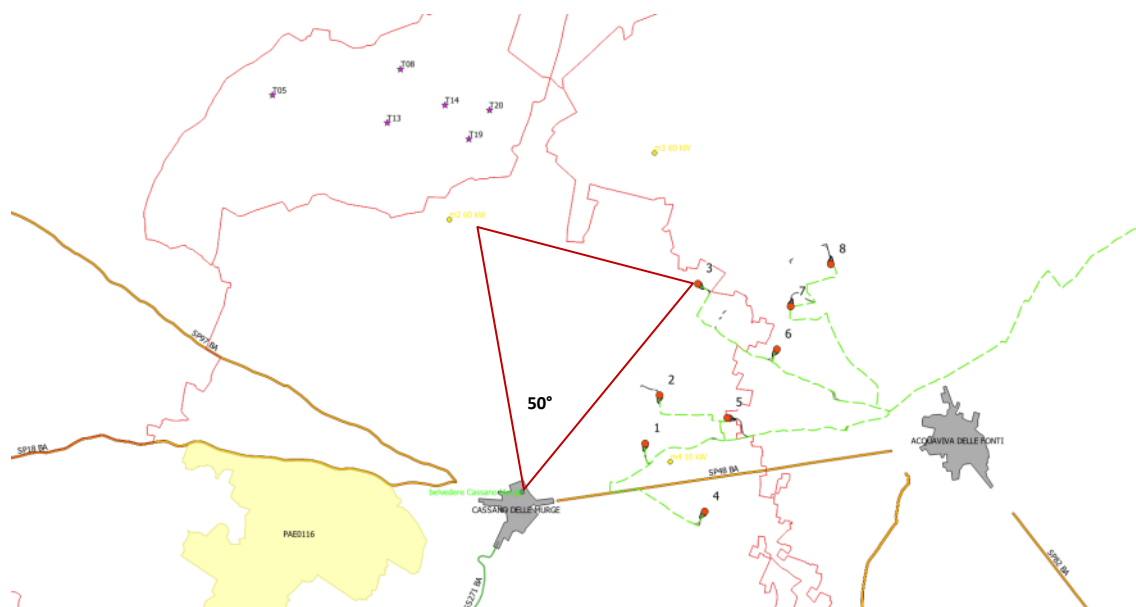 T08
T05
T14
T20
T13
T19
m3 60 kW
m2 60 kW
8
3
7
SP97 BA
6
2
50°
5
1
ACQUAVIVA DELLE FONTI
SP18 BA
m4 10 kW
SP48 BA
belvedere Cassano
CASSANO DELLE MURGE
4
PAE0116
SP82 BA
SS271 BA